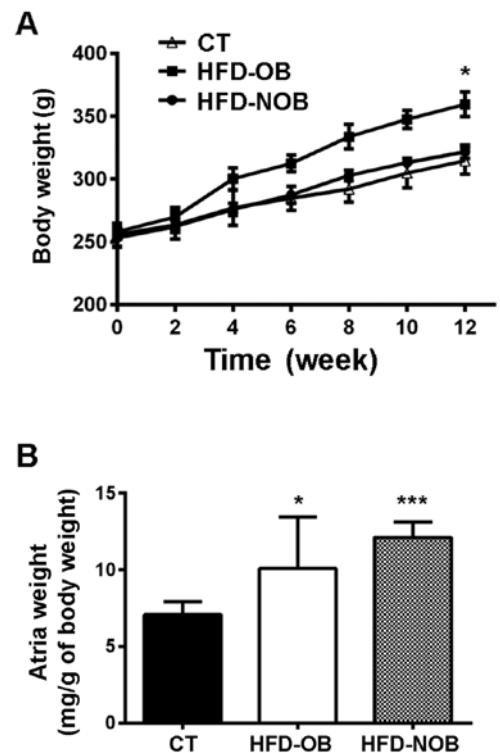 A
CT
HFD-OB
HFD-NOB
*
400
350
300
250
200
Body weight (g)
0 2 4 6 8 10 12
Time (week)
B
15
10
5
0
Atria weight
(mg/g of body weight)
* ***
CT HFD-OB HFD-NOB